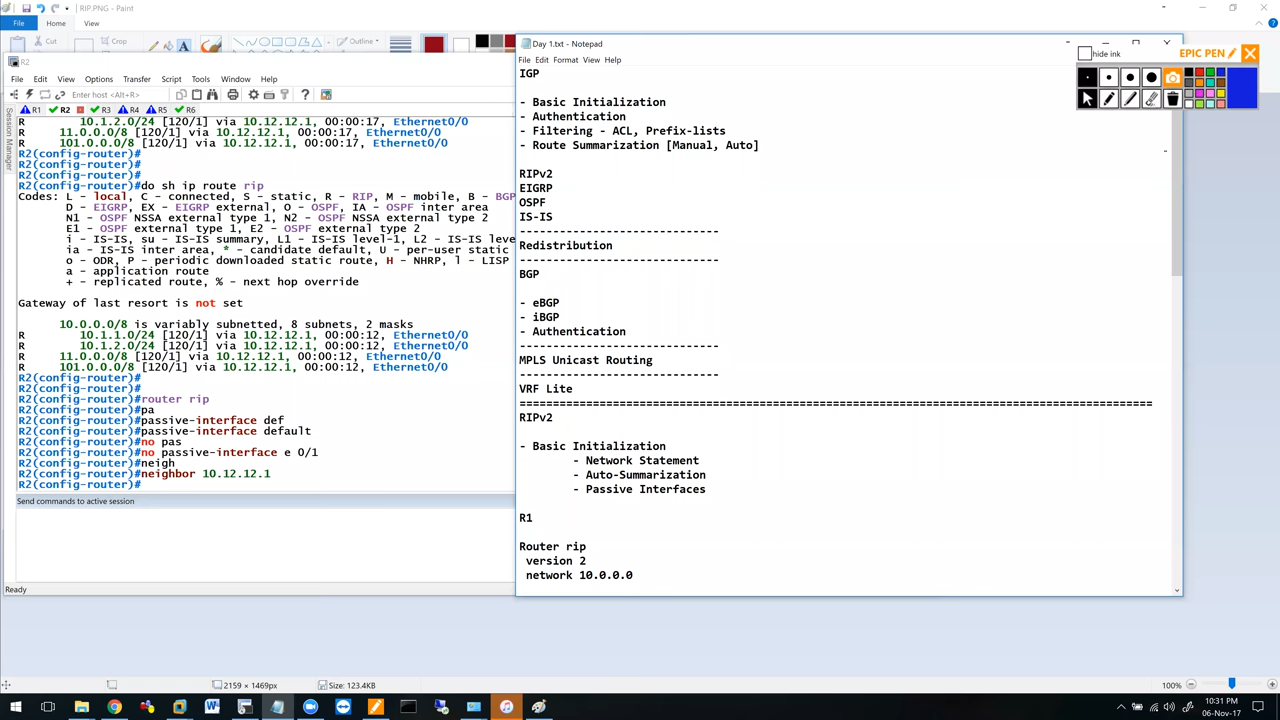 RIP.PNG - Paint
File Home View
Cut Crop Outline
R2
File Edit View Options Transfer Script Tools Window Help
Enter host <Alt+R>
R1 R2 R3 R4 R5 R6
Session Manager
R 10.1.2.0/24 [120/1] via 10.12.12.1, 00:00:17, Ethernet0/0
R 11.0.0.0/8 [120/1] via 10.12.12.1, 00:00:17, Ethernet0/0
R 101.0.0.0/8 [120/1] via 10.12.12.1, 00:00:17, Ethernet0/0
R2(config-router)#
R2(config-router)#
R2(config-router)#
R2(config-router)#do sh ip route rip
Codes: L - local, C - connected, S - static, R - RIP, M - mobile, B - BGP
D - EIGRP, EX - EIGRP external, O - OSPF, IA - OSPF inter area
N1 - OSPF NSSA external type 1, N2 - OSPF NSSA external type 2
E1 - OSPF external type 1, E2 - OSPF external type 2
i - IS-IS, su - IS-IS summary, L1 - IS-IS level-1, L2 - IS-IS leve
ia - IS-IS inter area, * - candidate default, U - per-user static
o - ODR, P - periodic downloaded static route, H - NHRP, l - LISP
a - application route
+ - replicated route, % - next hop override
Gateway of last resort is not set
10.0.0.0/8 is variably subnetted, 8 subnets, 2 masks
R 10.1.1.0/24 [120/1] via 10.12.12.1, 00:00:12, Ethernet0/0
R 10.1.2.0/24 [120/1] via 10.12.12.1, 00:00:12, Ethernet0/0
R 11.0.0.0/8 [120/1] via 10.12.12.1, 00:00:12, Ethernet0/0
R 101.0.0.0/8 [120/1] via 10.12.12.1, 00:00:12, Ethernet0/0
R2(config-router)#
R2(config-router)#
R2(config-router)#router rip
R2(config-router)#pa
R2(config-router)#passive-interface def
R2(config-router)#passive-interface default
R2(config-router)#no pas
R2(config-router)#no passive-interface e 0/1
R2(config-router)#neigh
R2(config-router)#neighbor 10.12.12.1
R2(config-router)#
Send commands to active session
Ready
Day 1.txt - Notepad
File Edit Format View Help
IGP
- Basic Initialization
- Authentication
- Filtering - ACL, Prefix-lists
- Route Summarization [Manual, Auto]
RIPv2
EIGRP
OSPF
IS-IS
------------------------------
Redistribution
------------------------------
BGP
- eBGP
- iBGP
- Authentication
------------------------------
MPLS Unicast Routing
------------------------------
VRF Lite
===============================================================================================
RIPv2
- Basic Initialization
- Network Statement
- Auto-Summarization
- Passive Interfaces
R1
Router rip
version 2
network 10.0.0.0
hide ink EPIC PEN
2159 × 1469px Size: 123.4KB 100%
10:31 PM
06-Nov-17